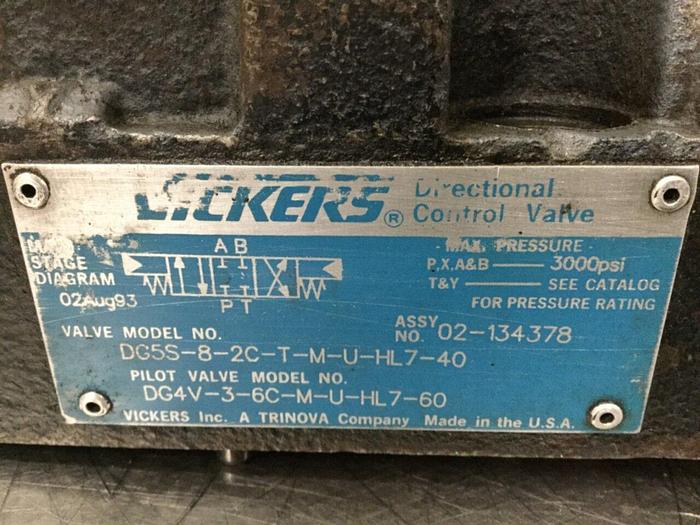 VICKERS ® Directional
Control Valve
MAIN
STAGE
DIAGRAM
A B
P T
02Aug93
MAX. PRESSURE
P,X,A&B — 3000psi
T&Y — SEE CATALOG
FOR PRESSURE RATING
VALVE MODEL NO.
ASSY
NO. 02-134378
DG5S-8-2C-T-M-U-HL7-40
PILOT VALVE MODEL NO.
DG4V-3-6C-M-U-HL7-60
VICKERS Inc. A TRINOVA Company Made in the U.S.A.